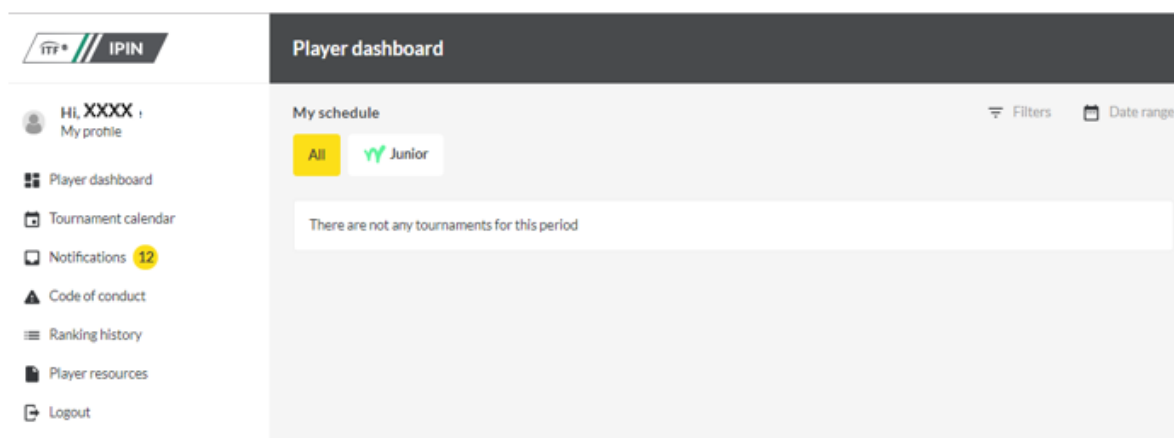 ITF IPIN
Player dashboard
Hi, XXXX !
My profile
Player dashboard
Tournament calendar
Notifications 12
Code of conduct
Ranking history
Player resources
Logout
My schedule
Filters
Date range
All
Junior
There are not any tournaments for this period